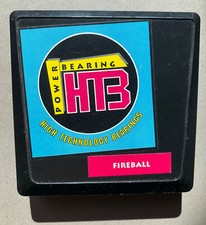 POWER
BEARING
HTB
HIGH TECHNOLOGY BEARINGS
FIREBALL